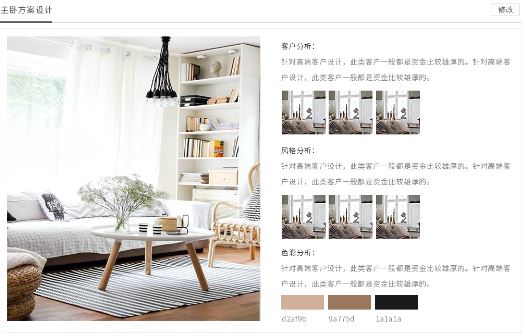 主卧方案设计
修改
客户分析：
针对高端客户设计，此类客户一般都是资金比较雄厚的。针对高端客
户设计，此类客户一般都是资金比较雄厚的。
风格分析：
针对高端客户设计，此类客户一般都是资金比较雄厚的。针对高端客
户设计，此类客户一般都是资金比较雄厚的。
色彩分析：
针对高端客户设计，此类客户一般都是资金比较雄厚的。针对高端客
户设计，此类客户一般都是资金比较雄厚的。
d2af9b 9a775d 1a1a1a